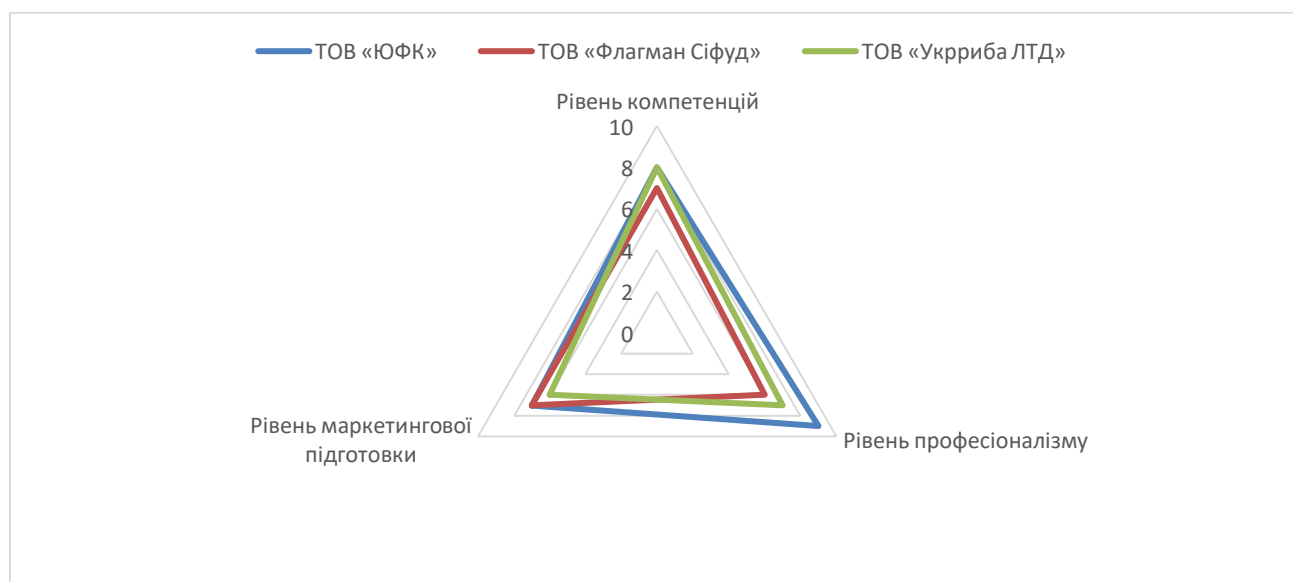 ТОВ «ЮФК» ТОВ «Флагман Сіфуд» ТОВ «Укрриба ЛТД»
Рівень компетенцій
10
8
6
4
2
0
Рівень маркетингової
підготовки
Рівень професіоналізму